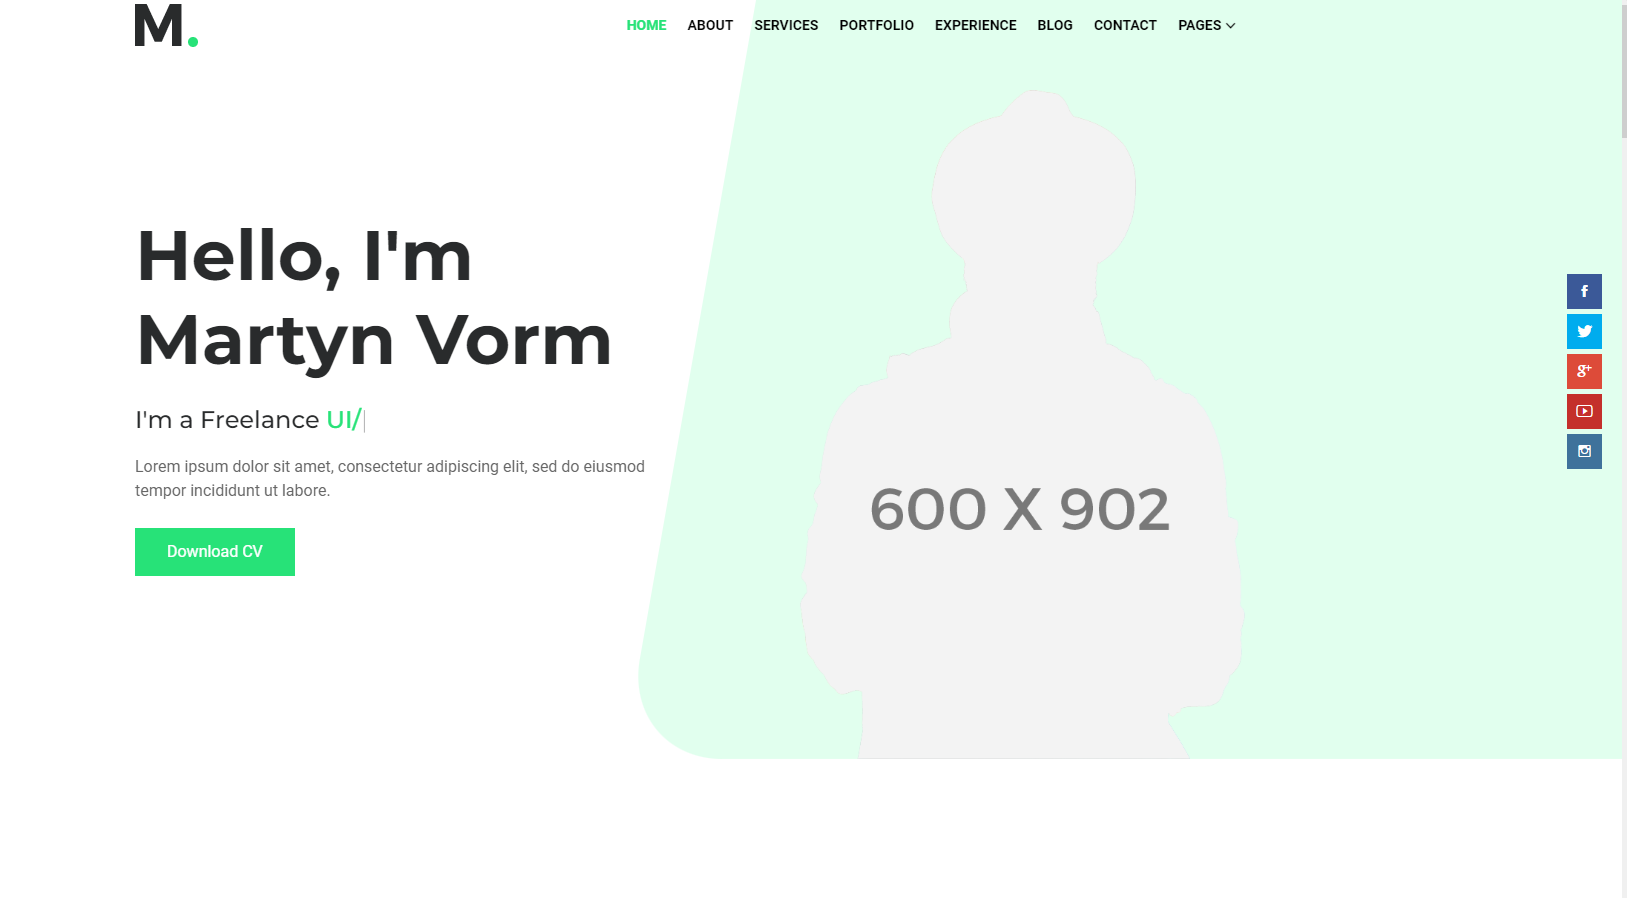 M.
HOME ABOUT SERVICES PORTFOLIO EXPERIENCE BLOG CONTACT PAGES
Hello, I'm
Martyn Vorm
I'm a Freelance UI/
Lorem ipsum dolor sit amet, consectetur adipiscing elit, sed do eiusmod
tempor incididunt ut labore.
Download CV
600 X 902
f
g+